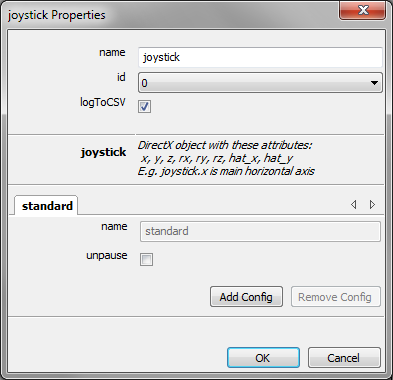 joystick Properties
name joystick
id 0
logToCSV
joystick DirectX object with these attributes:
x, y, z, rx, ry, rz, hat_x, hat_y
E.g. joystick.x is main horizontal axis
standard
name standard
unpause
Add Config Remove Config
OK Cancel